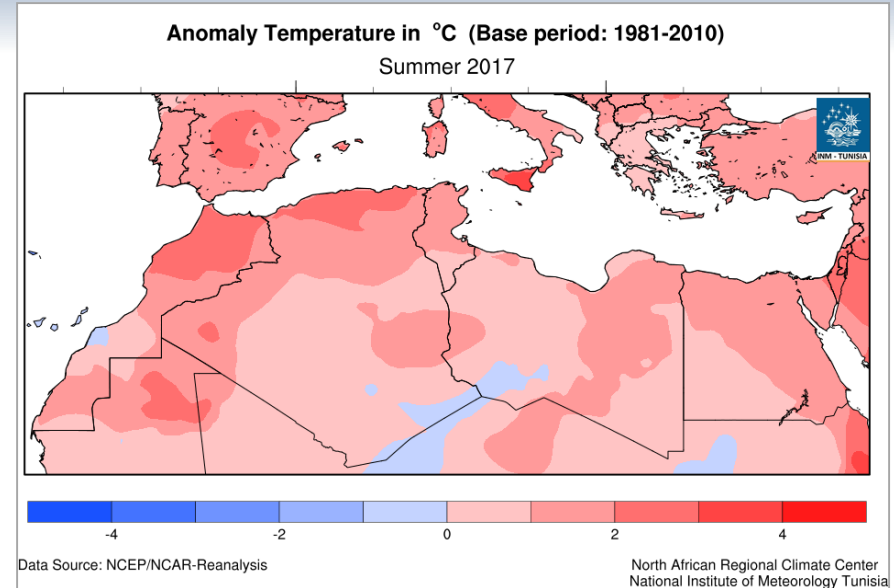 Anomaly Temperature in °C (Base period: 1981-2010)
Summer 2017
INM - TUNISIA
-4 -2 0 2 4
Data Source: NCEP/NCAR-Reanalysis
North African Regional Climate Center
National Institute of Meteorology Tunisia